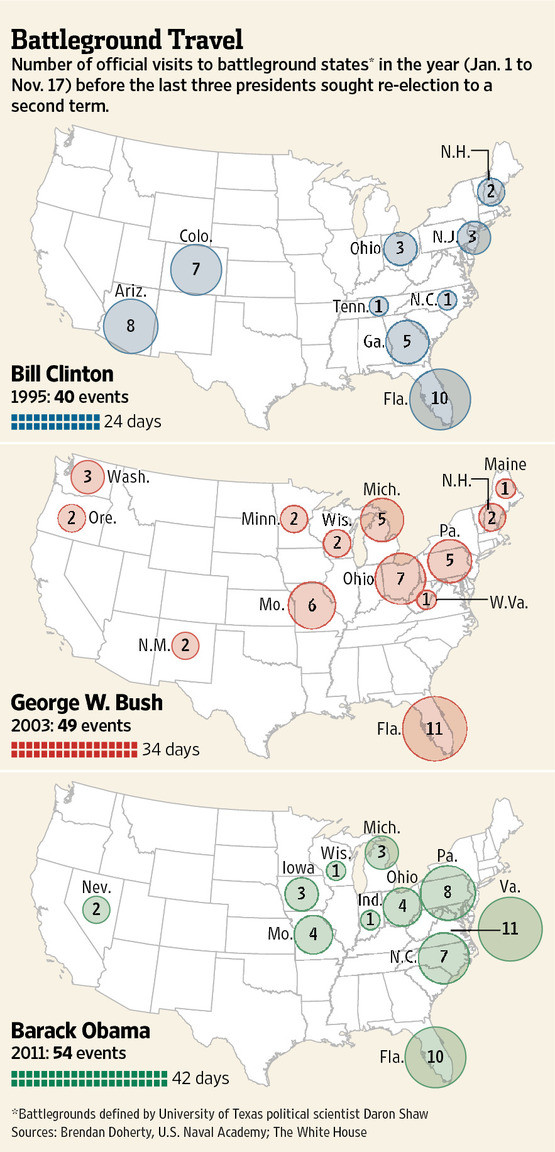 Battleground Travel
Number of official visits to battleground states* in the year (Jan. 1 to
Nov. 17) before the last three presidents sought re-election to a
second term.
N.H.
2
Colo.
7
Ohio
3
N.J.
3
Ariz.
8
Tenn.
1
N.C.
1
Ga.
5
Fla.
10
Bill Clinton
1995: 40 events
24 days
Maine
1
3
Wash.
N.H.
2
Mich.
5
2
Ore.
Minn.
2
Wis.
2
Pa.
5
Ohio
7
Mo.
6
1
W.Va.
N.M.
2
Fla.
11
George W. Bush
2003: 49 events
34 days
Mich.
3
Wis.
1
Pa.
8
Iowa
3
Ohio
4
Va.
11
Nev.
2
Ind.
1
Mo.
4
N.C.
7
Fla.
10
Barack Obama
2011: 54 events
42 days
*Battlegrounds defined by University of Texas political scientist Daron Shaw
Sources: Brendan Doherty, U.S. Naval Academy; The White House